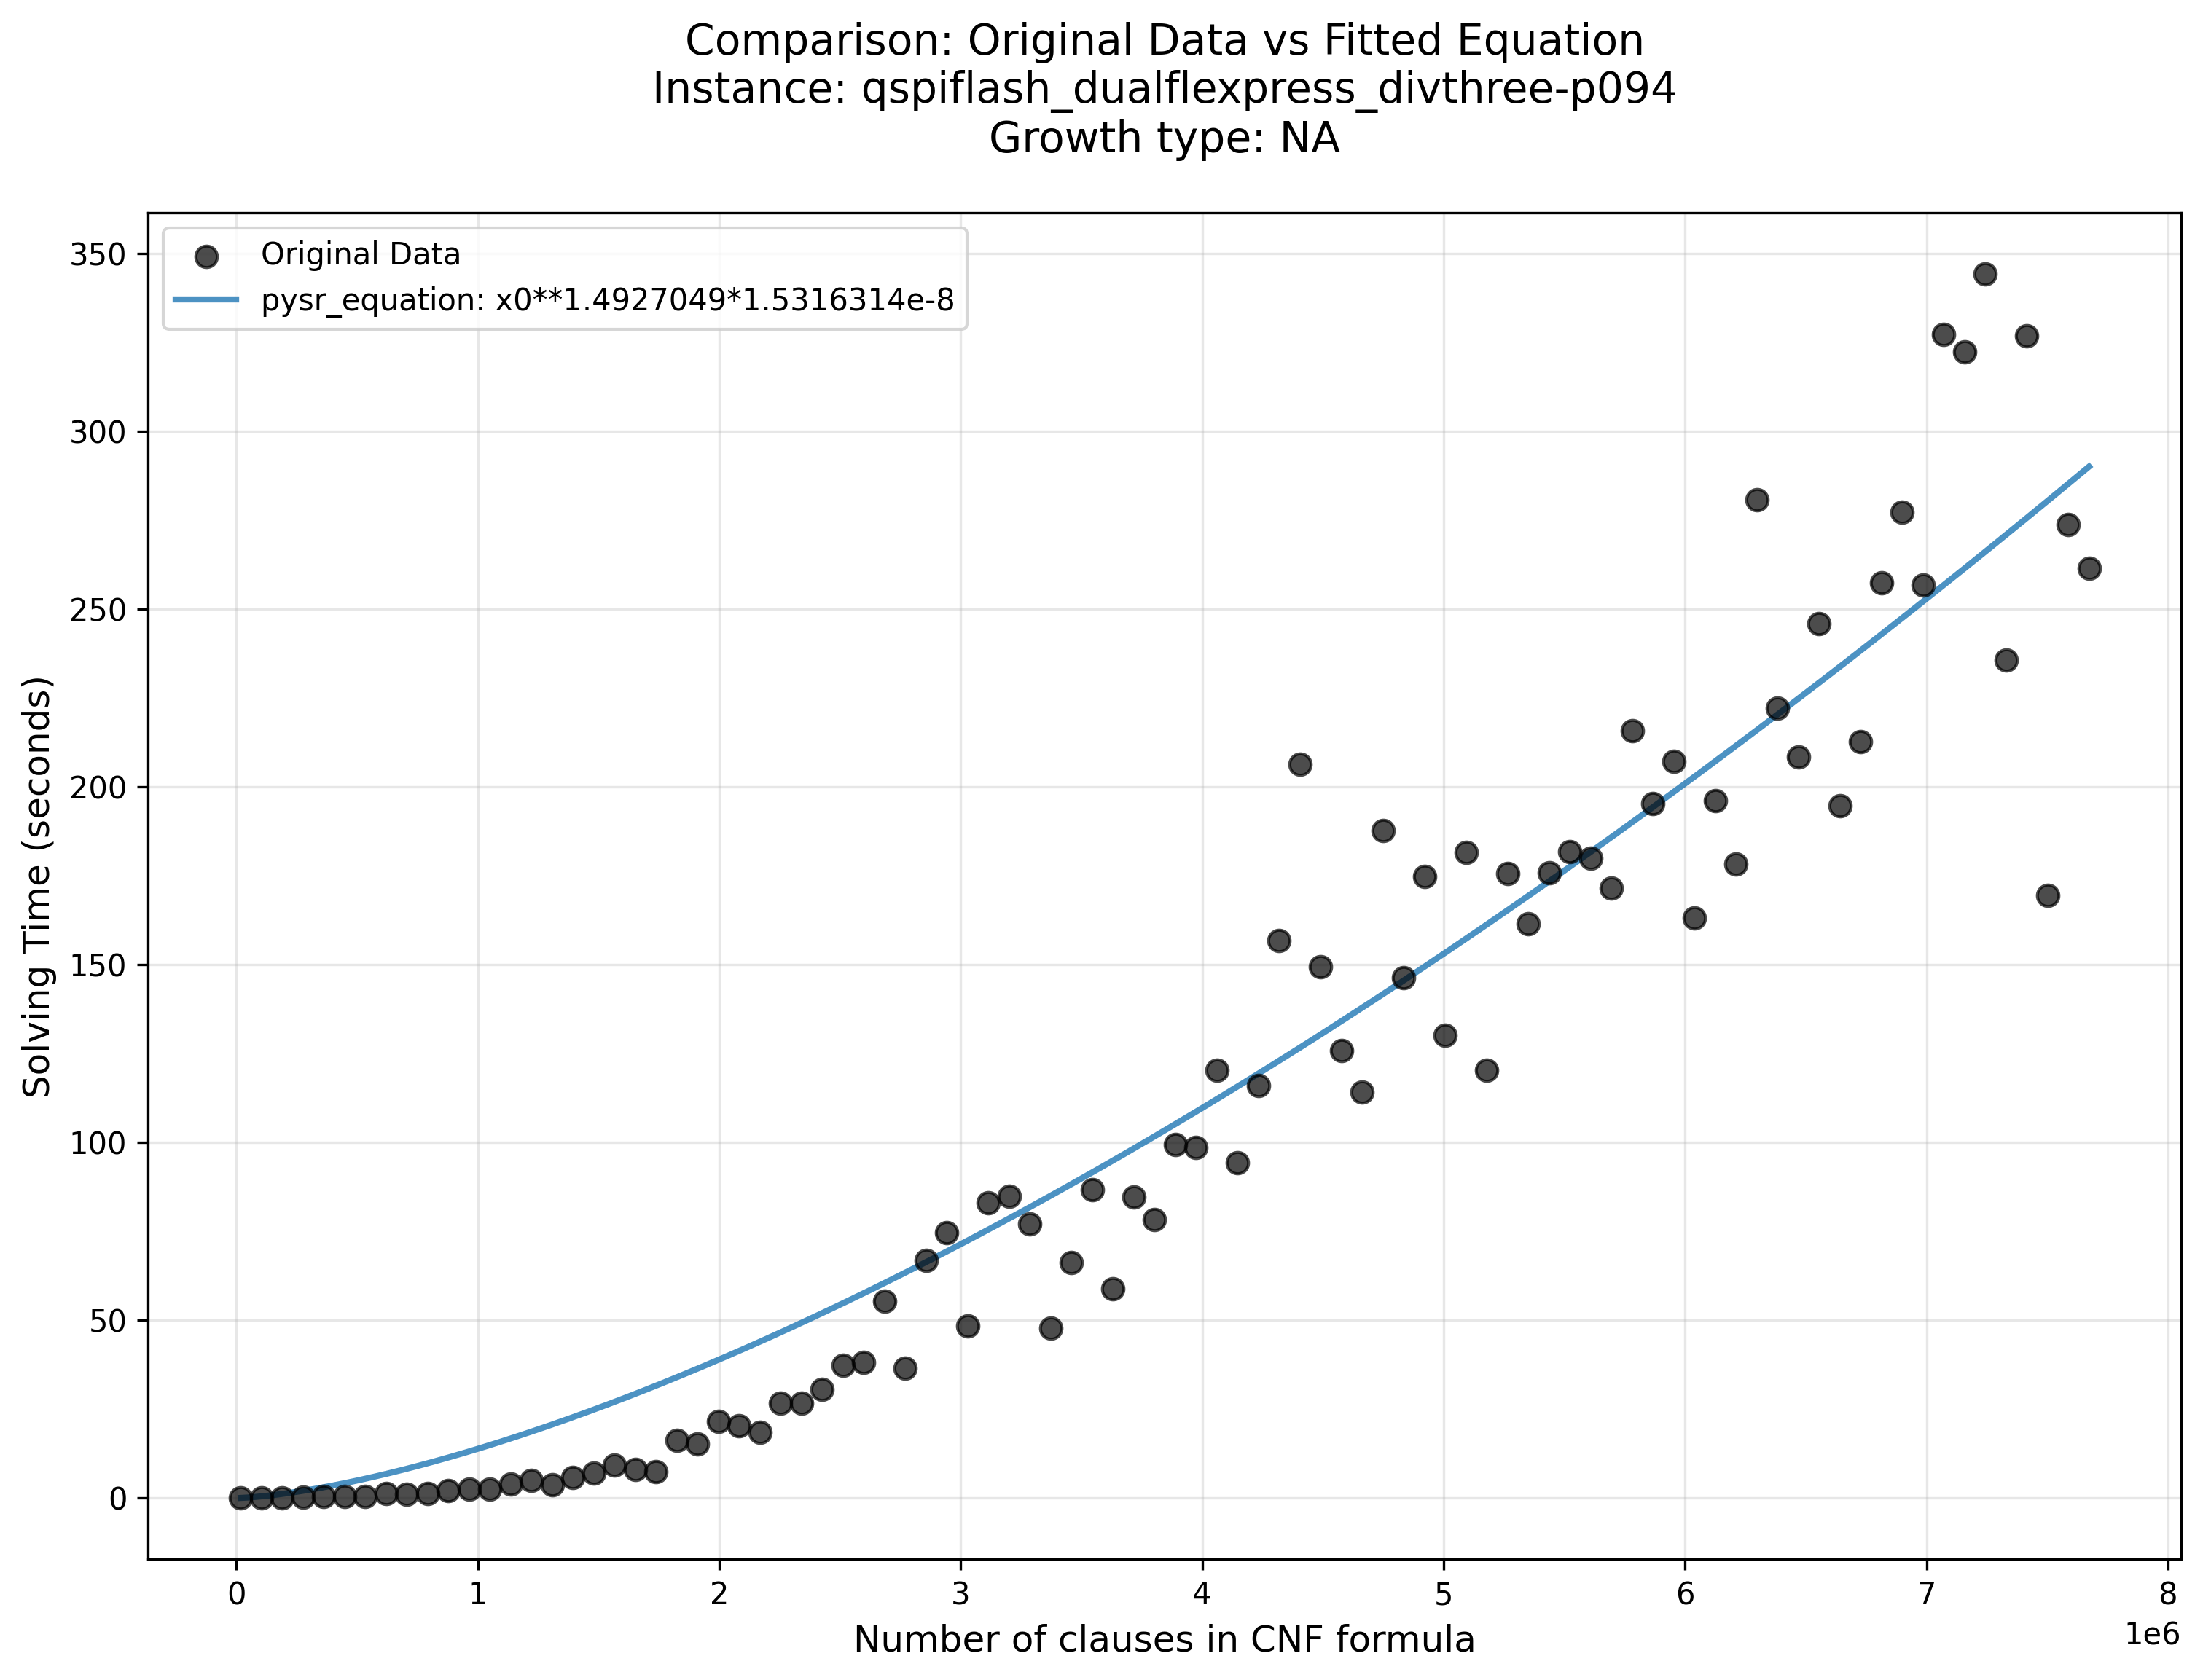 Comparison: Original Data vs Fitted Equation
Instance: qspiflash_dualflexpress_divthree-p094
Growth type: NA
Original Data
pysr_equation: x0**1.4927049*1.5316314e-8
350
300
250
200
150
100
50
0
Solving Time (seconds)
0 1 2 3 4 5 6 7 8
1e6
Number of clauses in CNF formula